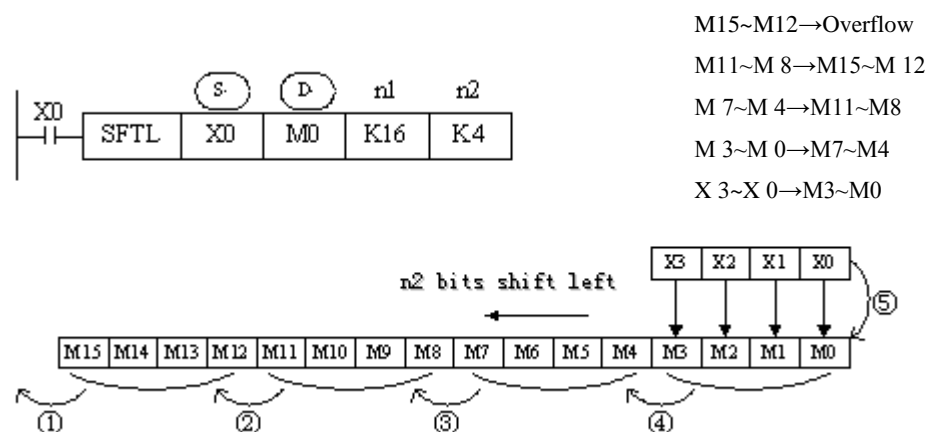 M15~M12→Overflow
M11~M 8→M15~M 12
M 7~M 4→M11~M8
M 3~M 0→M7~M4
X 3~X 0→M3~M0
S· D· n1 n2
X0
SFTL X0 M0 K16 K4
X3 X2 X1 X0
n2 bits shift left
⑤
M15 M14 M13 M12 M11 M10 M9 M8 M7 M6 M5 M4 M3 M2 M1 M0
① ② ③ ④